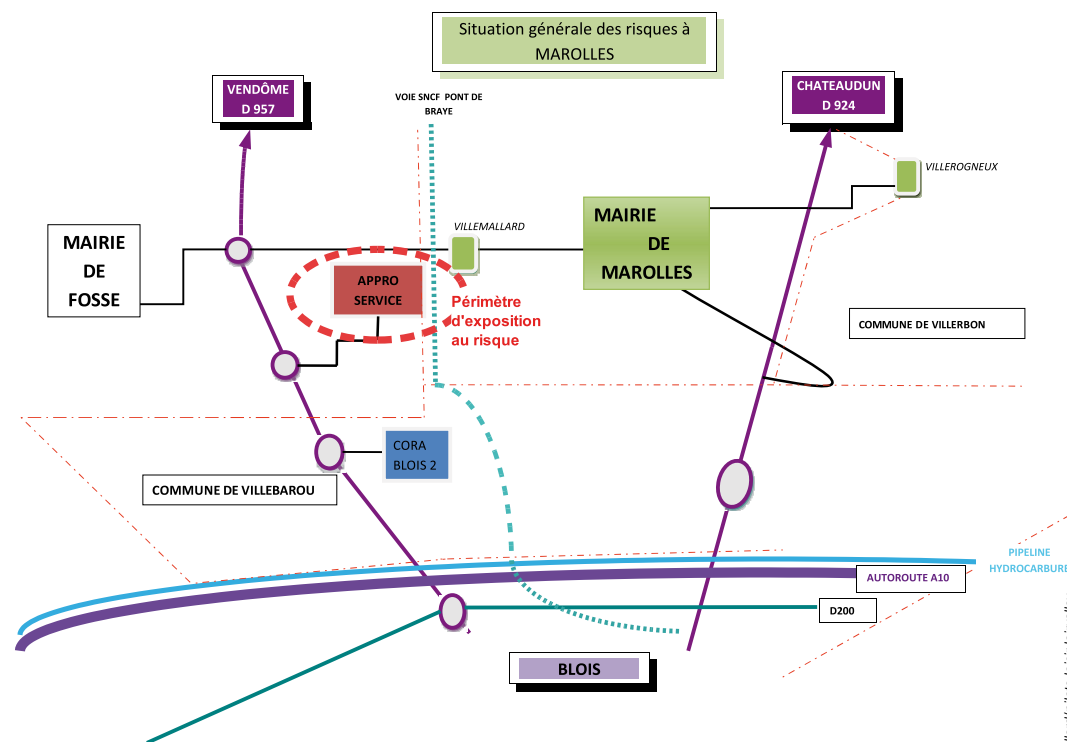 Situation générale des risques à
MAROLLES
VENDÔME
D 957
VOIE SNCF PONT DE
BRAYE
CHATEAUDUN
D 924
VILLEROGNEUX
MAIRIE
DE
FOSSE
VILLEMALLARD
MAIRIE
DE
MAROLLES
APPRO
SERVICE
Périmètre
d'exposition
au risque
COMMUNE DE VILLERBON
CORA
BLOIS 2
COMMUNE DE VILLEBAROU
PIPELINE
HYDROCARBURE
AUTOROUTE A10
D200
BLOIS